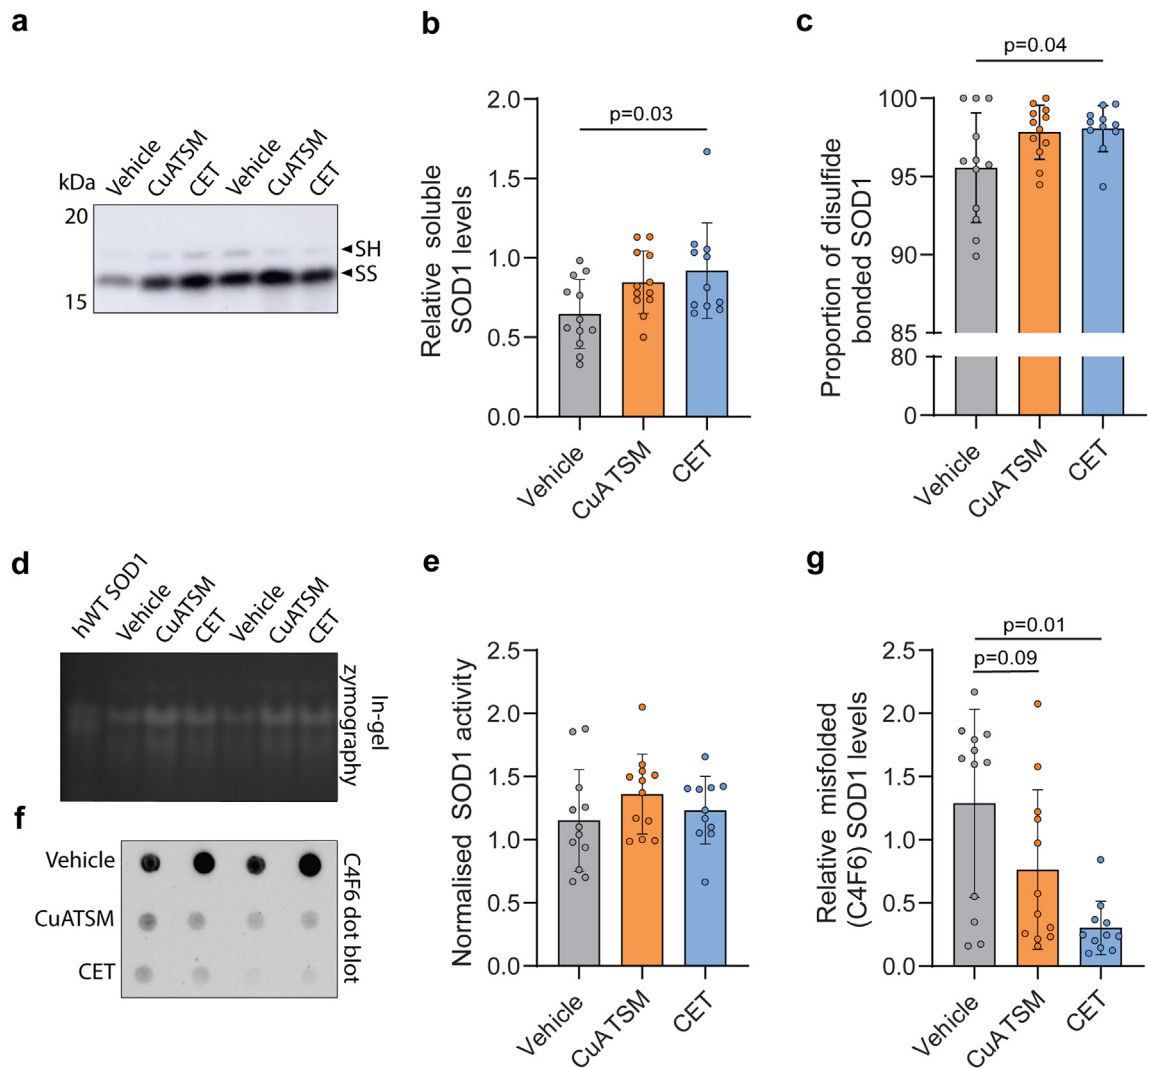 a
kDa
Vehicle
CuATSM
CET
Vehicle
CuATSM
CET
20
15
SH
SS
b
Relative soluble
SOD1 levels
p=0.03
2.0
1.5
1.0
0.5
0.0
Vehicle
CuATSM
CET
c
Proportion of disulfide
bonded SOD1
p=0.04
100
95
90
85
80
0
Vehicle
CuATSM
CET
d
hWT SOD1
Vehicle
CuATSM
CET
Vehicle
CuATSM
CET
In-gel
zymography
e
Normalised SOD1 activity
2.5
2.0
1.5
1.0
0.5
0.0
Vehicle
CuATSM
CET
f
Vehicle
CuATSM
CET
C4F6 dot blot
g
Relative misfolded
(C4F6) SOD1 levels
p=0.01
p=0.09
2.5
2.0
1.5
1.0
0.5
0.0
Vehicle
CuATSM
CET